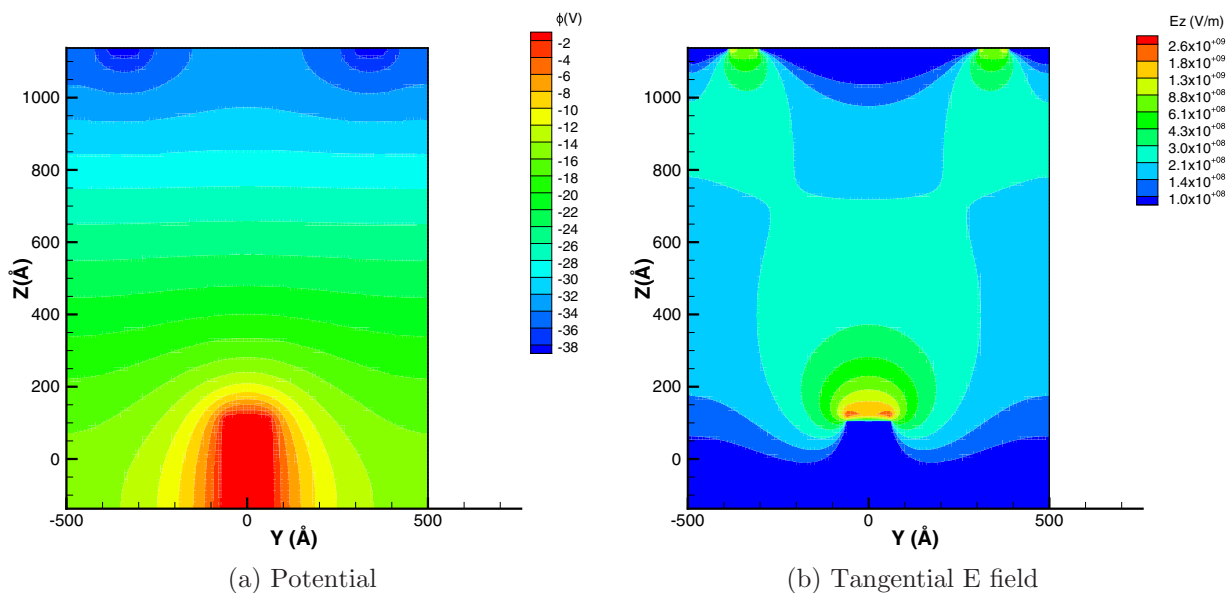 ϕ(V)
-2
-4
-6
-8
-10
-12
-14
-16
-18
-20
-22
-24
-26
-28
-30
-32
-34
-36
-38
1000
800
600
400
200
0
Z(Å)
-500 0 500
Y (Å)
(a) Potential
Ez (V/m)
2.6x10+09
1.8x10+09
1.3x10+09
8.8x10+08
6.1x10+08
4.3x10+08
3.0x10+08
2.1x10+08
1.4x10+08
1.0x10+08
1000
800
600
400
200
0
Z(Å)
-500 0 500
Y (Å)
(b) Tangential E field